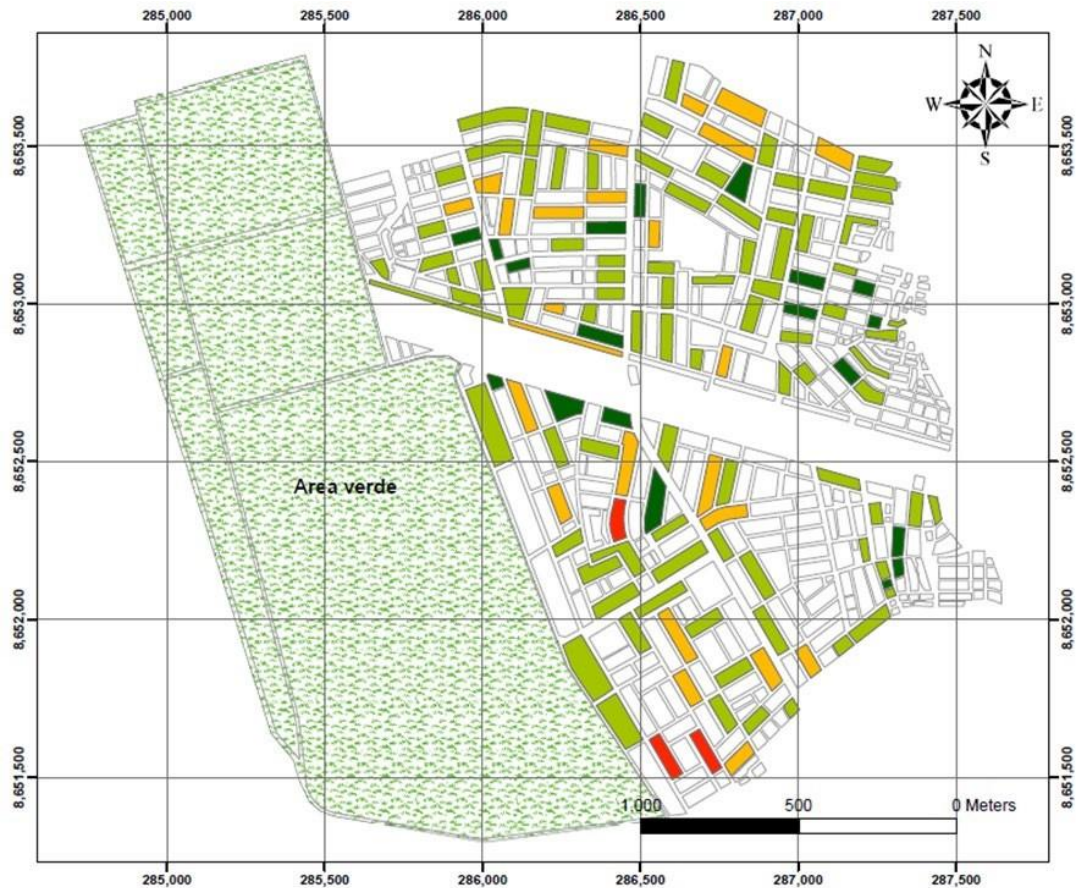 285,000 285,500 286,000 286,500 287,000 287,500
N
W E
S
8,653,500 8,653,500
8,653,000 8,653,000
8,652,500 8,652,500
Area verde
8,652,000 8,652,000
8,651,500 8,651,500
1,000 500 0 Meters
285,000 285,500 286,000 286,500 287,000 287,500